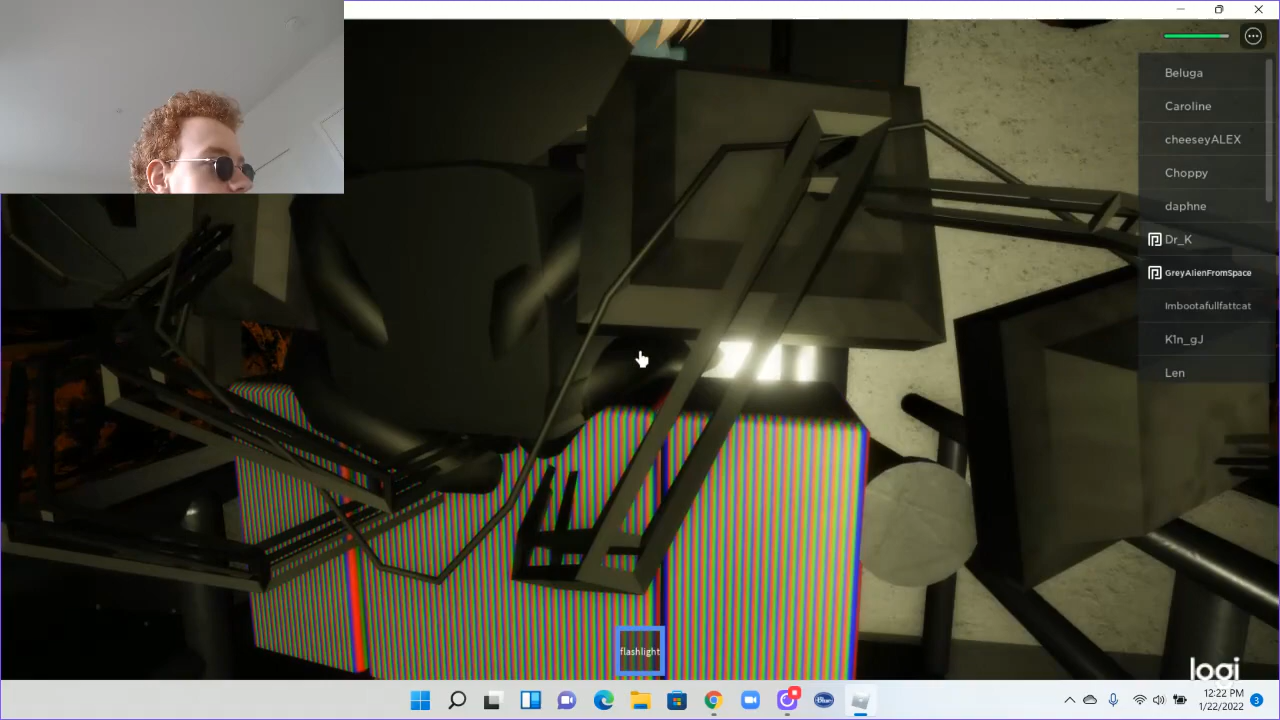 Beluga
Caroline
cheeseyALEX
Choppy
daphne
Dr_K
GreyAlienFromSpace
Imbootafullfattcat
K1n_gJ
Len
flashlight
logi
12:22 PM
1/22/2022
3